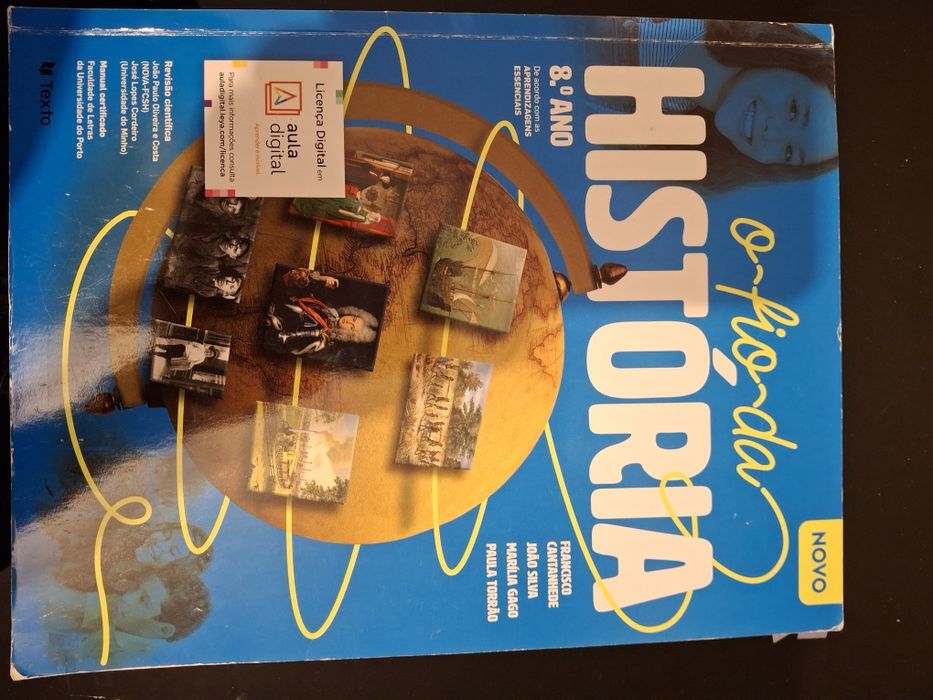 NOVO
o fio da
HISTÓRIA
8.º ANO
De acordo com as
APRENDIZAGENS
ESSENCIAIS
FRANCISCO
CANTANHEDE
JOÃO SILVA
MARÍLIA GAGO
PAULA TORRÃO
Licença Digital em
aula
digital
Aprender é incrível.
Para mais informações consulta
auladigital.leya.com/licenca
Revisão científica
João Paulo Oliveira e Costa
(NOVA-FCSH)
José Lopes Cordeiro
(Universidade do Minho)
Manual certificado
Faculdade de Letras
da Universidade do Porto
Texto